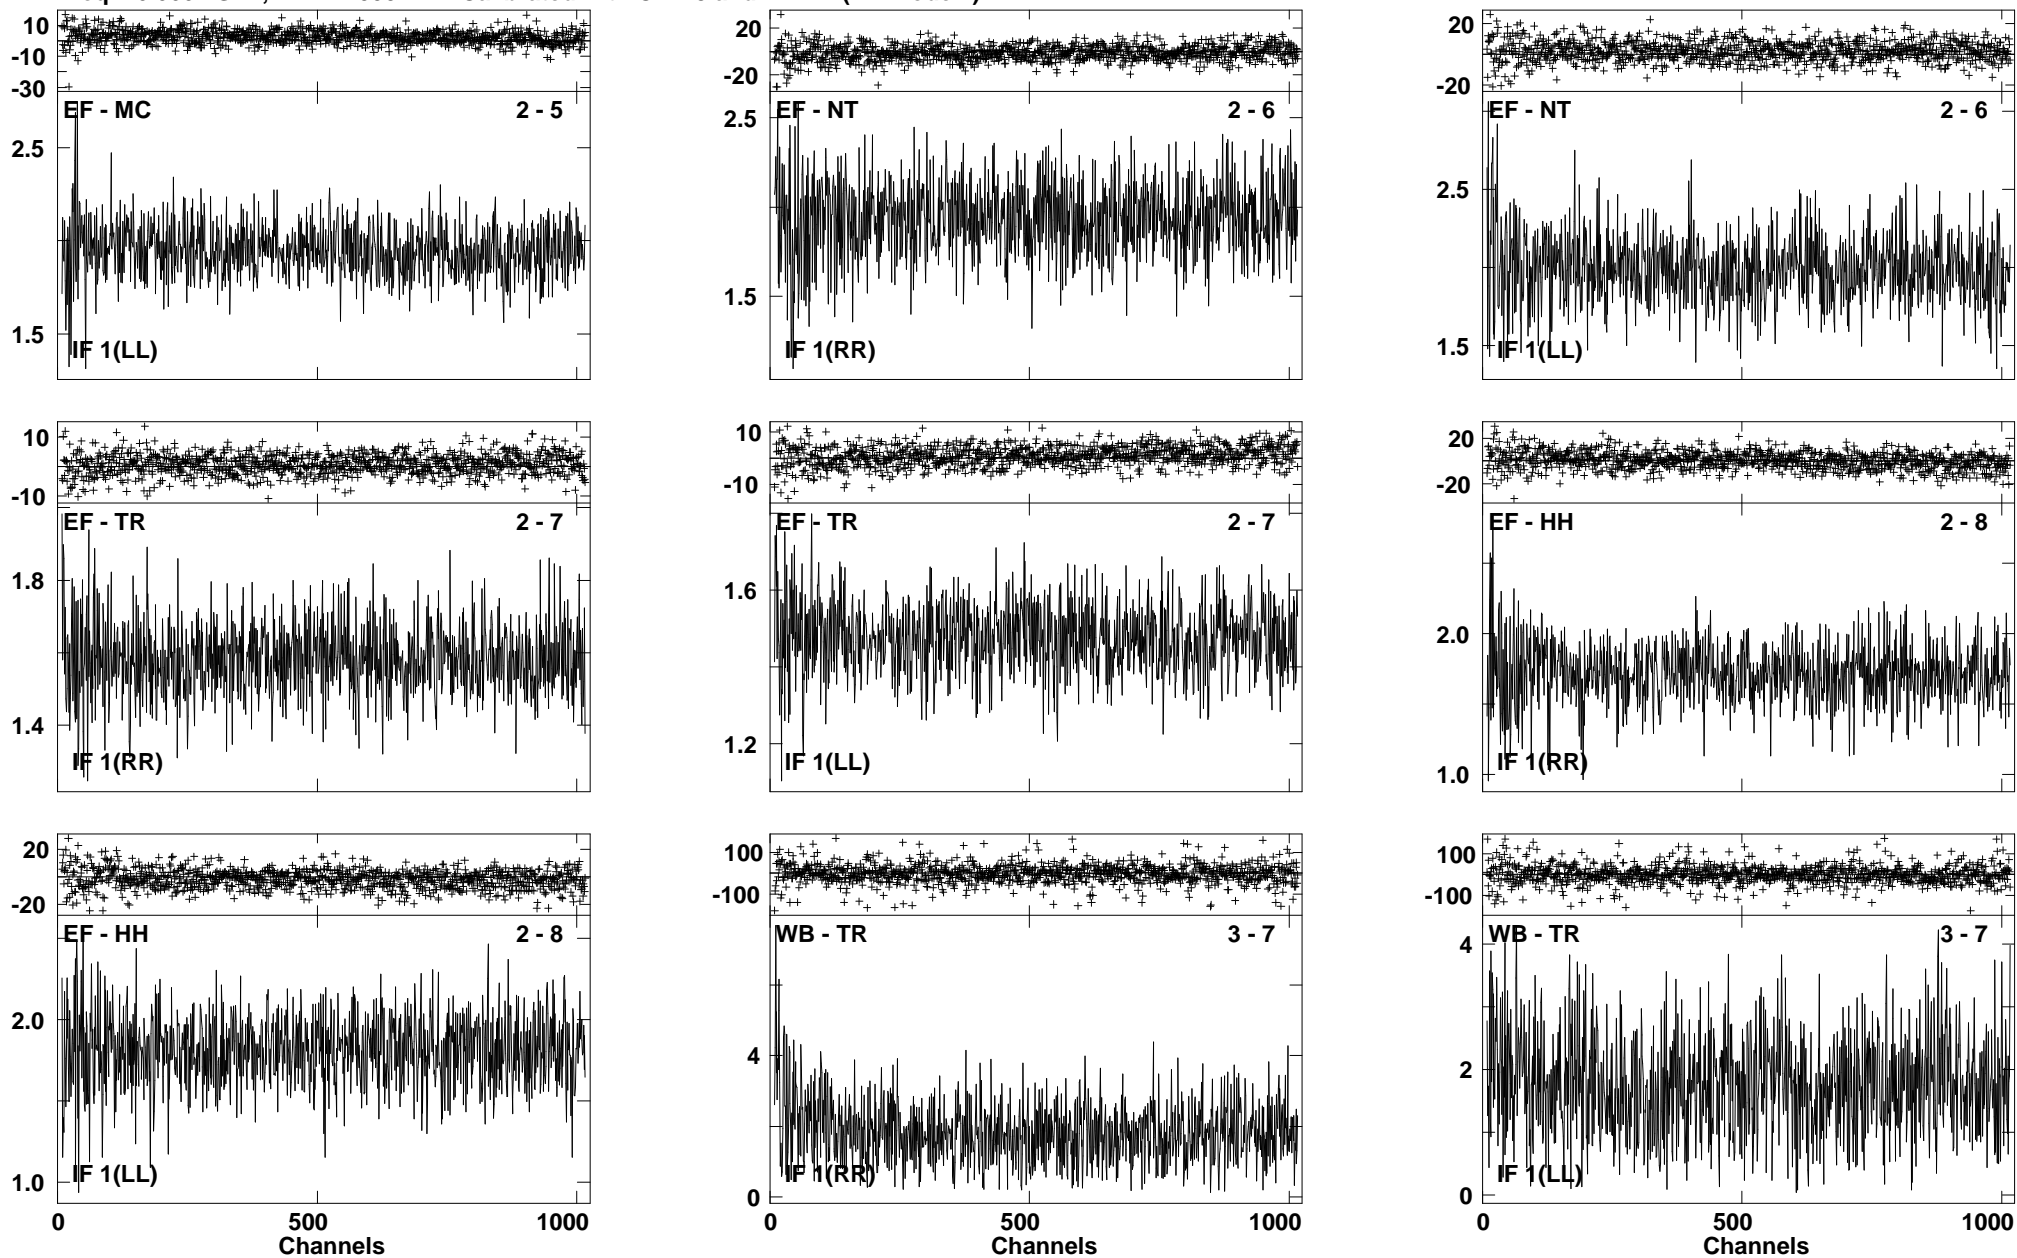 10
-10
-30
EF - MC 2 - 5
2.5
1.5
IF 1(LL)
20
-20
EF - NT 2 - 6
2.5
1.5
IF 1(RR)
20
-20
EF - NT 2 - 6
2.5
1.5
IF 1(LL)
10
-10
EF - TR 2 - 7
1.8
1.4
IF 1(RR)
10
-10
EF - TR 2 - 7
1.6
1.2
IF 1(LL)
20
-20
EF - HH 2 - 8
2.0
1.0
IF 1(RR)
20
-20
EF - HH 2 - 8
2.0
1.0
IF 1(LL)
0 500 1000
Channels
100
-100
WB - TR 3 - 7
4
0
IF 1(RR)
0 500 1000
Channels
100
-100
WB - TR 3 - 7
4
2
0
IF 1(LL)
0 500 1000
Channels